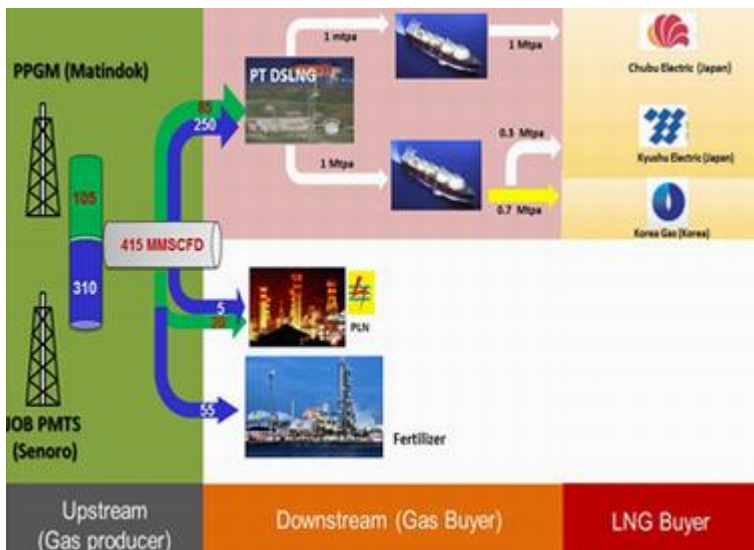 PPGM (Matindok)
105
310
415 MMSCFD
JOB PMTS
(Senoro)
85
250
PT DSLNG
1 mtpa
1 Mtpa
1 Mtpa
0.3 Mtpa
0.7 Mtpa
Chubu Electric (Japan)
Kyushu Electric (Japan)
Korea Gas (Korea)
5
20
PLN
55
Fertilizer
Upstream
(Gas producer)
Downstream (Gas Buyer)
LNG Buyer